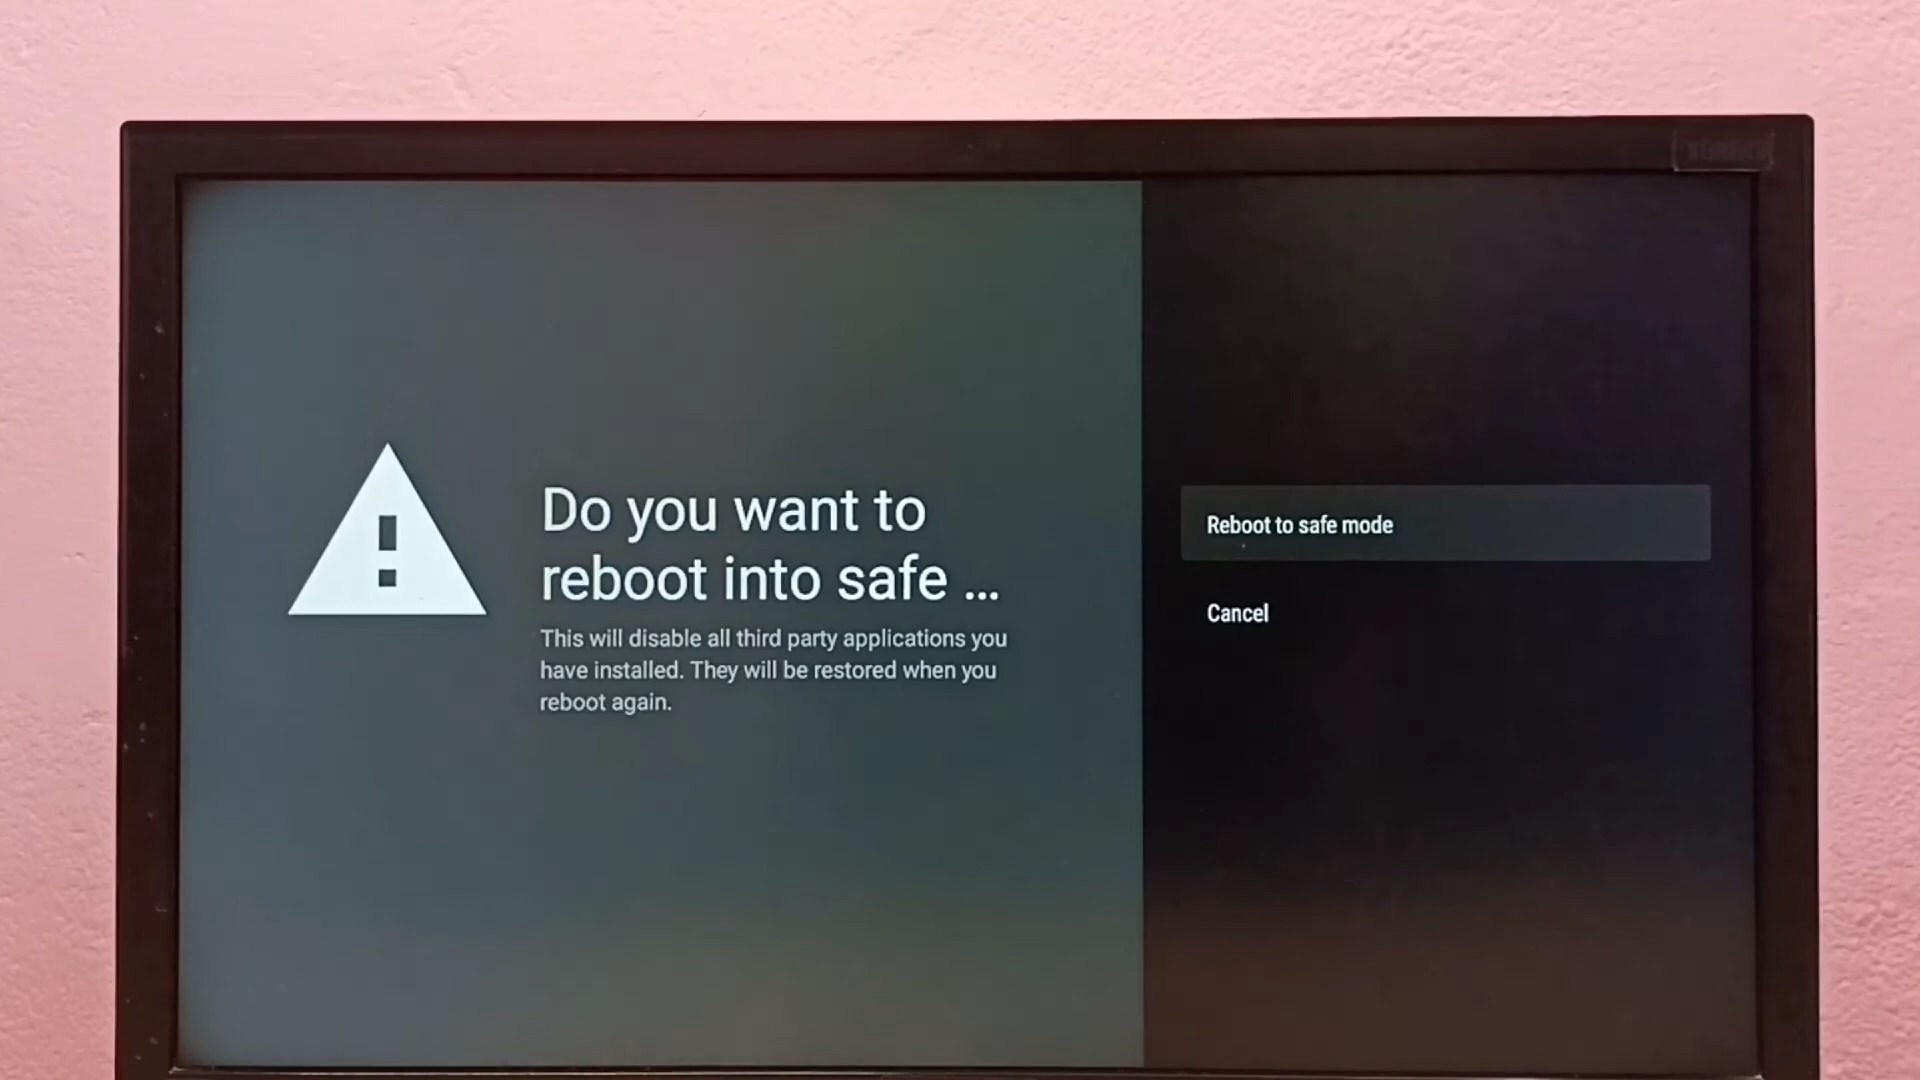 Do you want to
reboot into safe ...
This will disable all third party applications you
have installed. They will be restored when you
reboot again.
Reboot to safe mode
Cancel